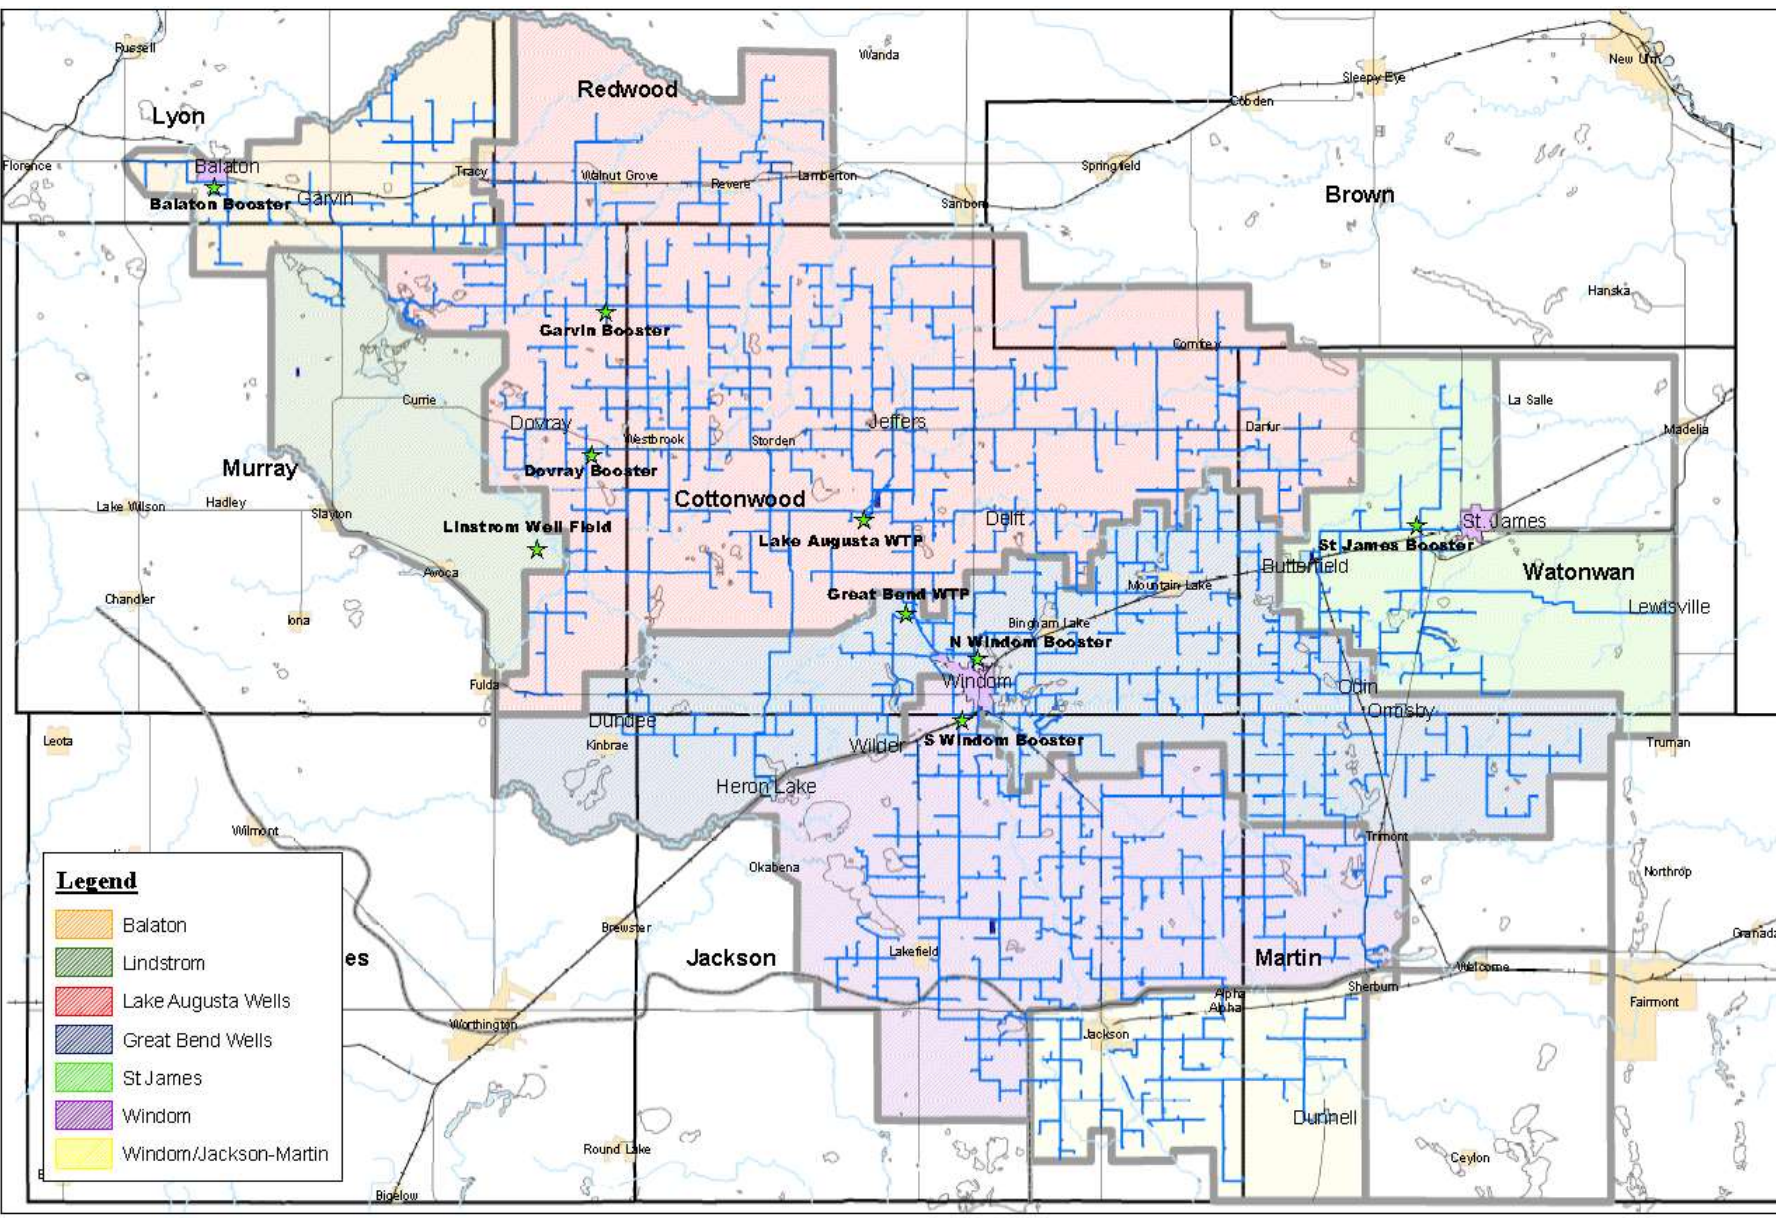 Russell
Wanda
New Ulm
Sleepy Eye
Redwood
Cobden
Lyon
Florence
Balaton
Tracy
Walnut Grove
Revere
Lamberton
Springfield
Balaton Booster
Garvin
Sanborn
Brown
Hanska
Garvin Booster
Comfrey
Currie
Dovray
Westbrook
Storden
Jeffers
Darfur
La Salle
Madelia
Murray
Dovray Booster
Lake Wilson
Hadley
Slayton
Cottonwood
Linstrom Well Field
Lake Augusta WTP
Delft
St. James
St James Booster
Butterfield
Watonwan
Avoca
Chandler
Iona
Great Bend WTP
Mountain Lake
Lewisville
Bingham Lake
N Windom Booster
Fulda
Windom
Odin
Ormsby
Dundee
Leota
Kinbrae
Wilder
S Windom Booster
Truman
Heron Lake
Wilmont
Trimont
Okabena
Northrop
Legend
Balaton
Lindstrom
Lake Augusta Wells
Great Bend Wells
St James
Windom
Windom/Jackson-Martin
es
Brewster
Jackson
Lakefield
Martin
Granada
Welcome
Sherburn
Alpha
Alpha
Fairmont
Worthington
Jackson
Dunnell
Round Lake
Ceylon
Bigelow